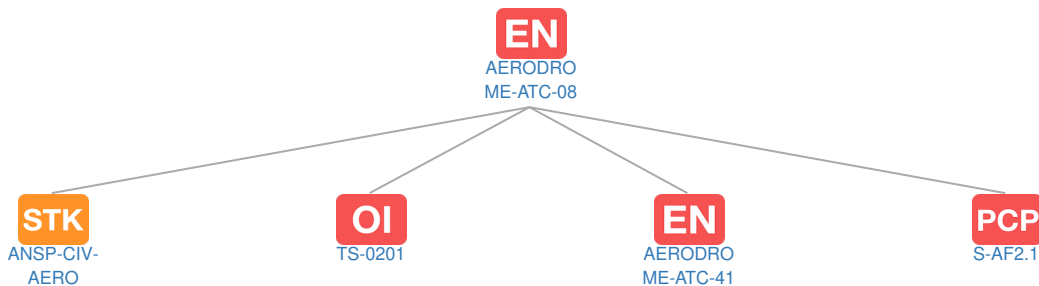 EN
AERODRO
ME-ATC-08
STK
ANSP-CIV-
AERO
OI
TS-0201
EN
AERODRO
ME-ATC-41
PCP
S-AF2.1